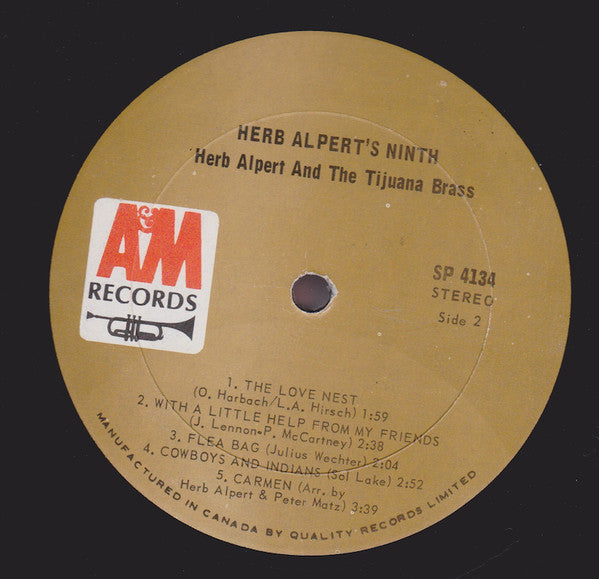 HERB ALPERT'S NINTH
Herb Alpert And The Tijuana Brass
A&M
RECORDS
SP 4134
STEREO
Side 2
1. THE LOVE NEST
(O. Harbach/L.A. Hirsch) 1:59
2. WITH A LITTLE HELP FROM MY FRIENDS
(J. Lennon-P. McCartney) 2:38
3. FLEA BAG (Julius Wechter) 2:04
4. COWBOYS AND INDIANS (Sol Lake) 2:52
5. CARMEN (Arr. by
Herb Alpert & Peter Matz) 3:39
MANUFACTURED IN CANADA BY QUALITY RECORDS LIMITED